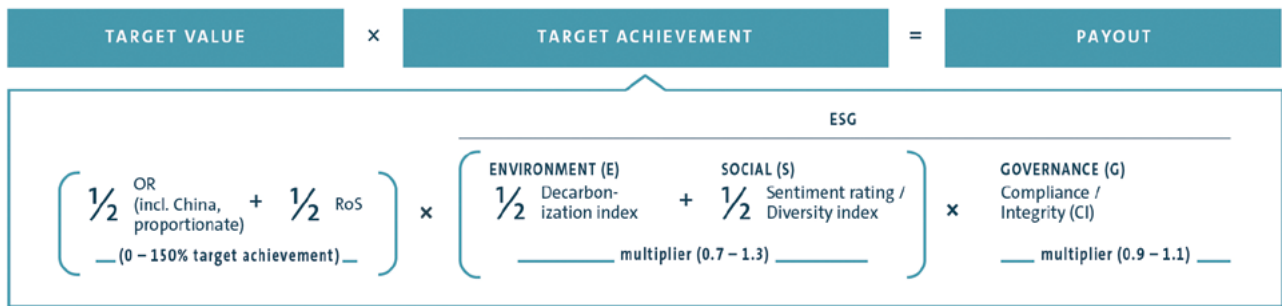 TARGET VALUE × TARGET ACHIEVEMENT = PAYOUT
ESG
ENVIRONMENT (E) SOCIAL (S) GOVERNANCE (G)
½ OR (incl. China, proportionate) + ½ RoS × ½ Decarbon-ization index + ½ Sentiment rating / Diversity index × Compliance / Integrity (CI)
(0 – 150% target achievement) multiplier (0.7 – 1.3) multiplier (0.9 – 1.1)